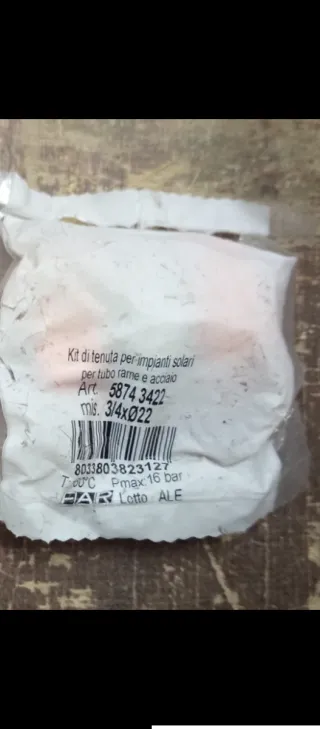 Kit di tenuta per impianti solari
per tubo rame e acciaio
Art. 5874 3422
mis. 3/4xØ22
8033803823127
Pmax:16 bar
FAR Lotto ALE